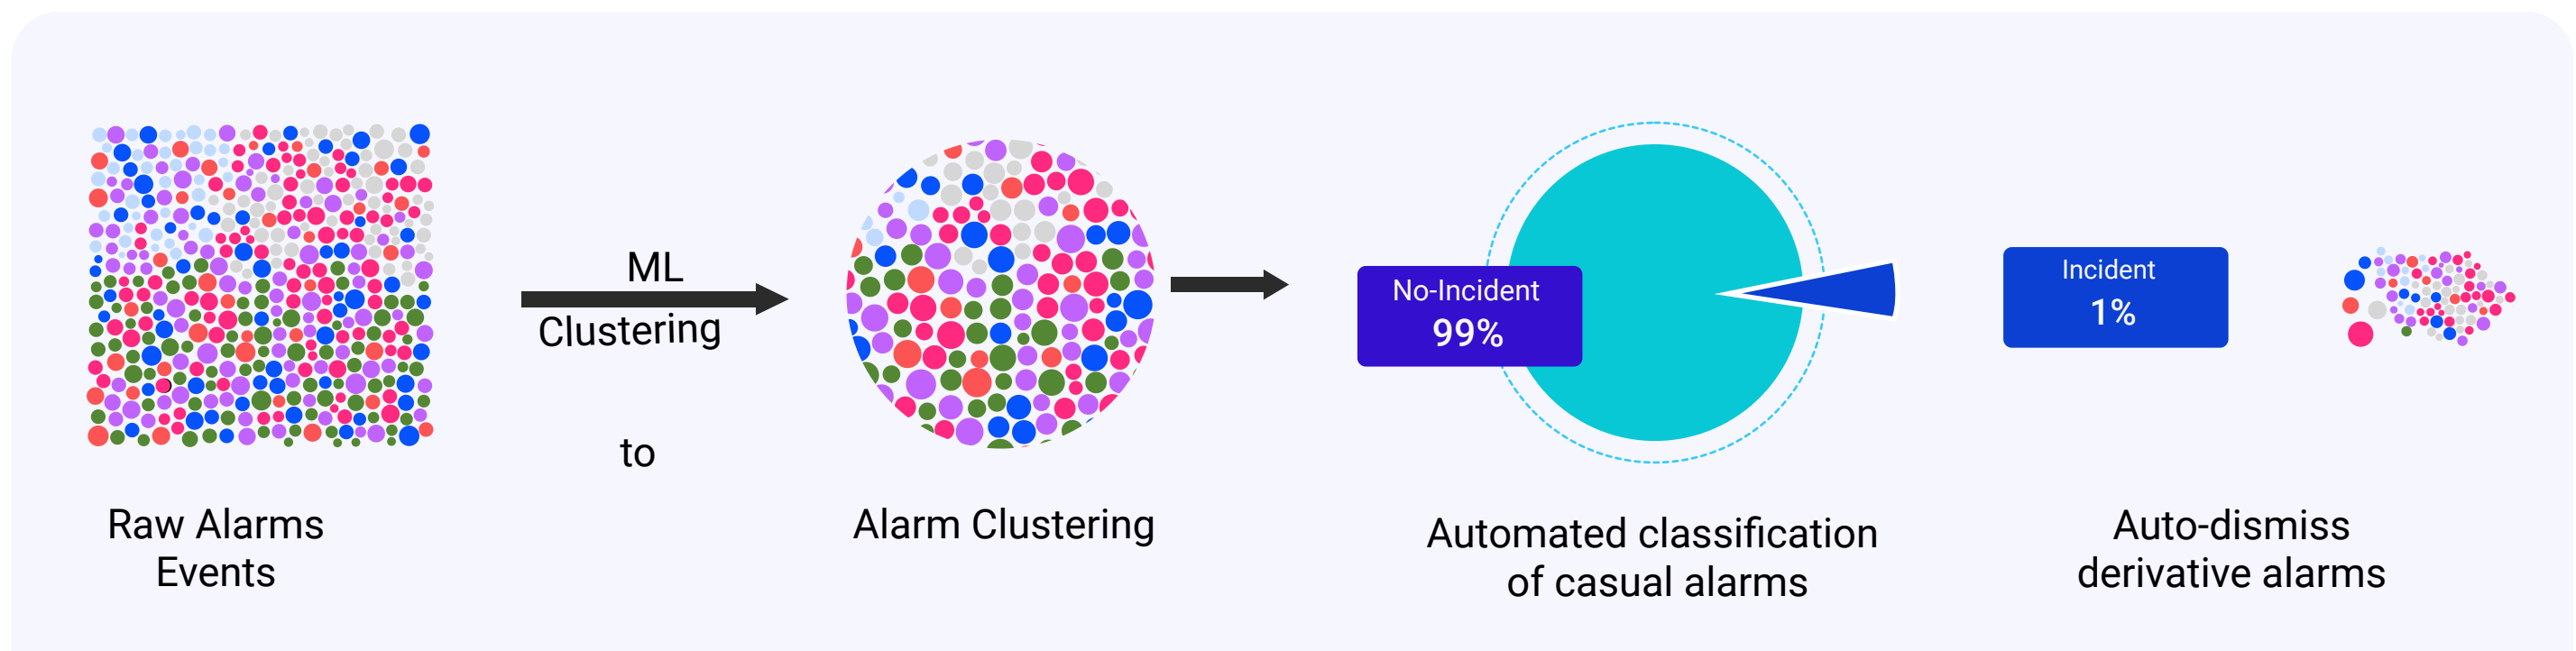 Raw Alarms
Events
ML
Clustering
to
Alarm Clustering
No-Incident
99%
Automated classification
of casual alarms
Incident
1%
Auto-dismiss
derivative alarms